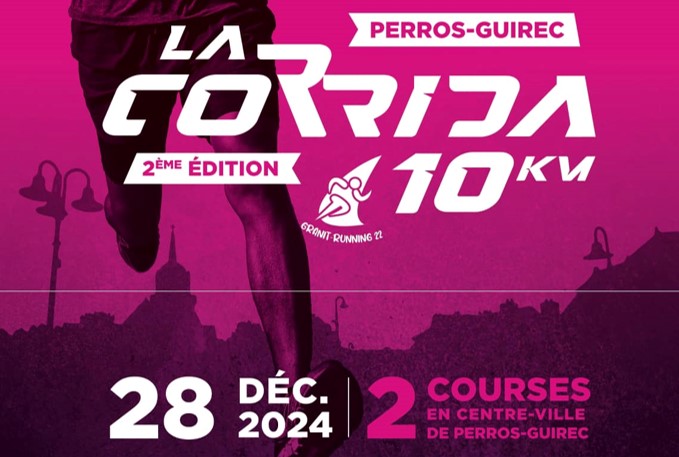 PERROS-GUIREC
LA
CORRIDA
2ÈME ÉDITION
10KM
GRANIT-RUNNING 22
28 DÉC.
2024
2 COURSES
EN CENTRE-VILLE
DE PERROS-GUIREC